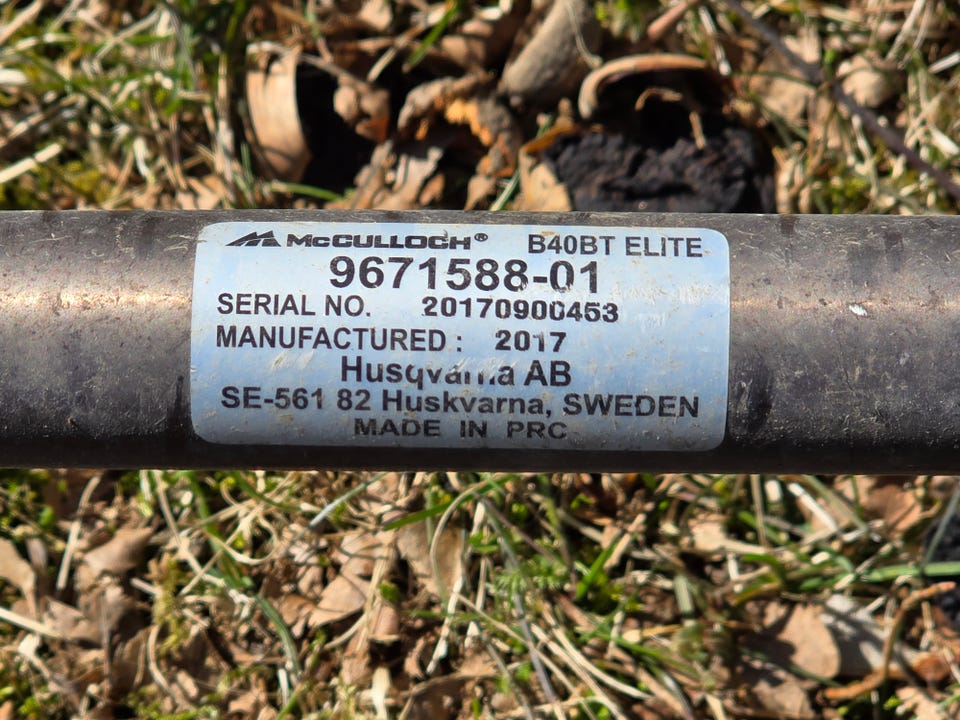 McCULLOCH® B40BT ELITE
9671588-01
SERIAL NO. 20170900453
MANUFACTURED : 2017
Husqvarna AB
SE-561 82 Huskvarna, SWEDEN
MADE IN PRC